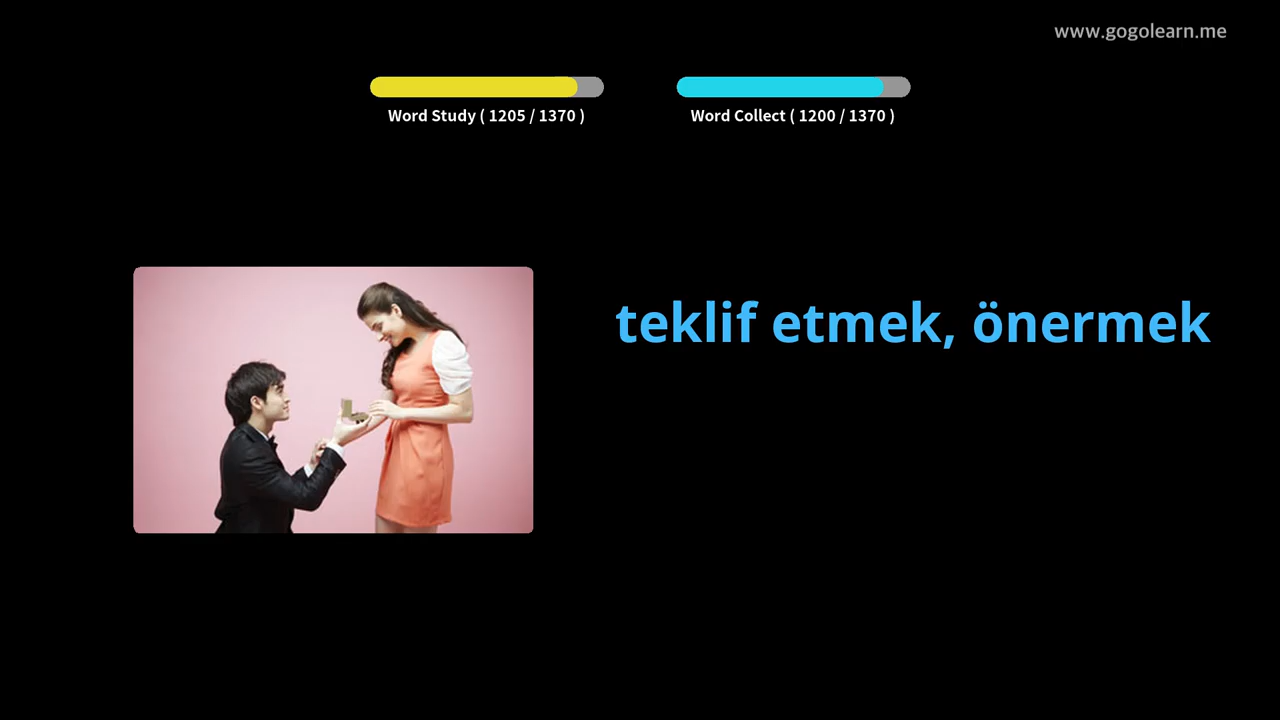 www.gogolearn.me
Word Study ( 1205 / 1370 )
Word Collect ( 1200 / 1370 )
teklif etmek, önermek